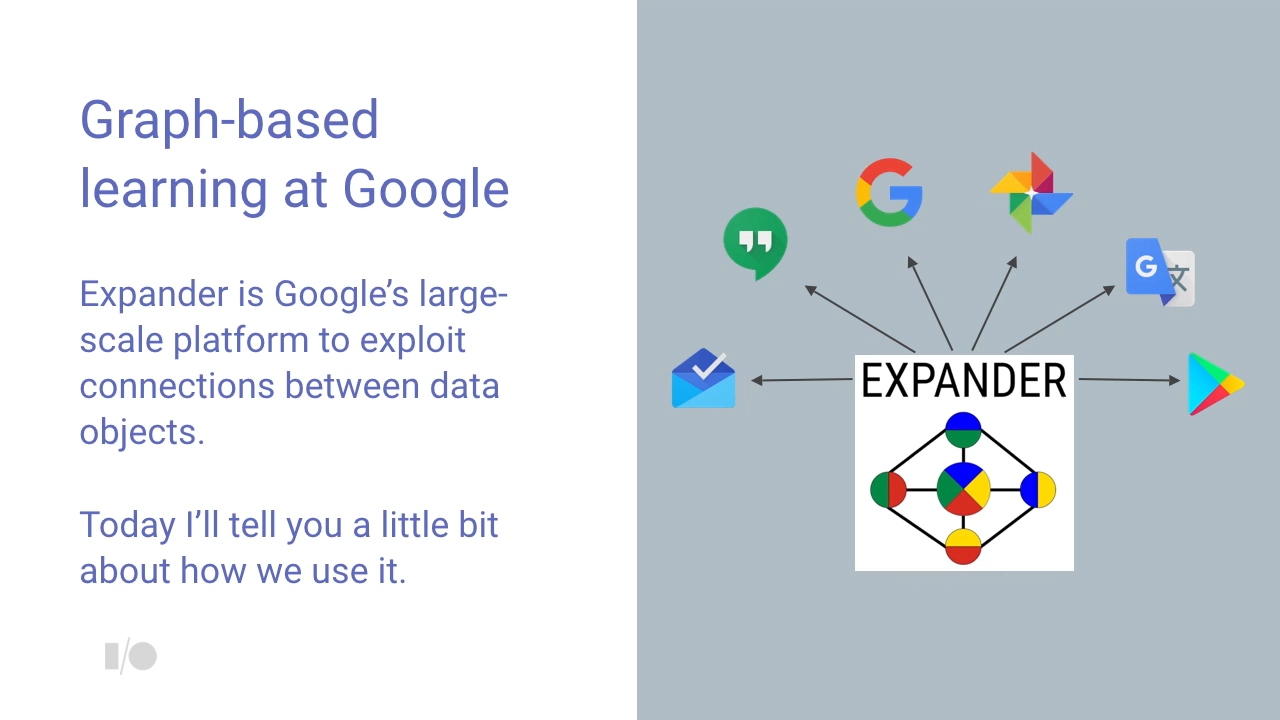 Graph-based
learning at Google
Expander is Google’s large-
scale platform to exploit
connections between data
objects.
Today I’ll tell you a little bit
about how we use it.
I/O
G
G 文
EXPANDER